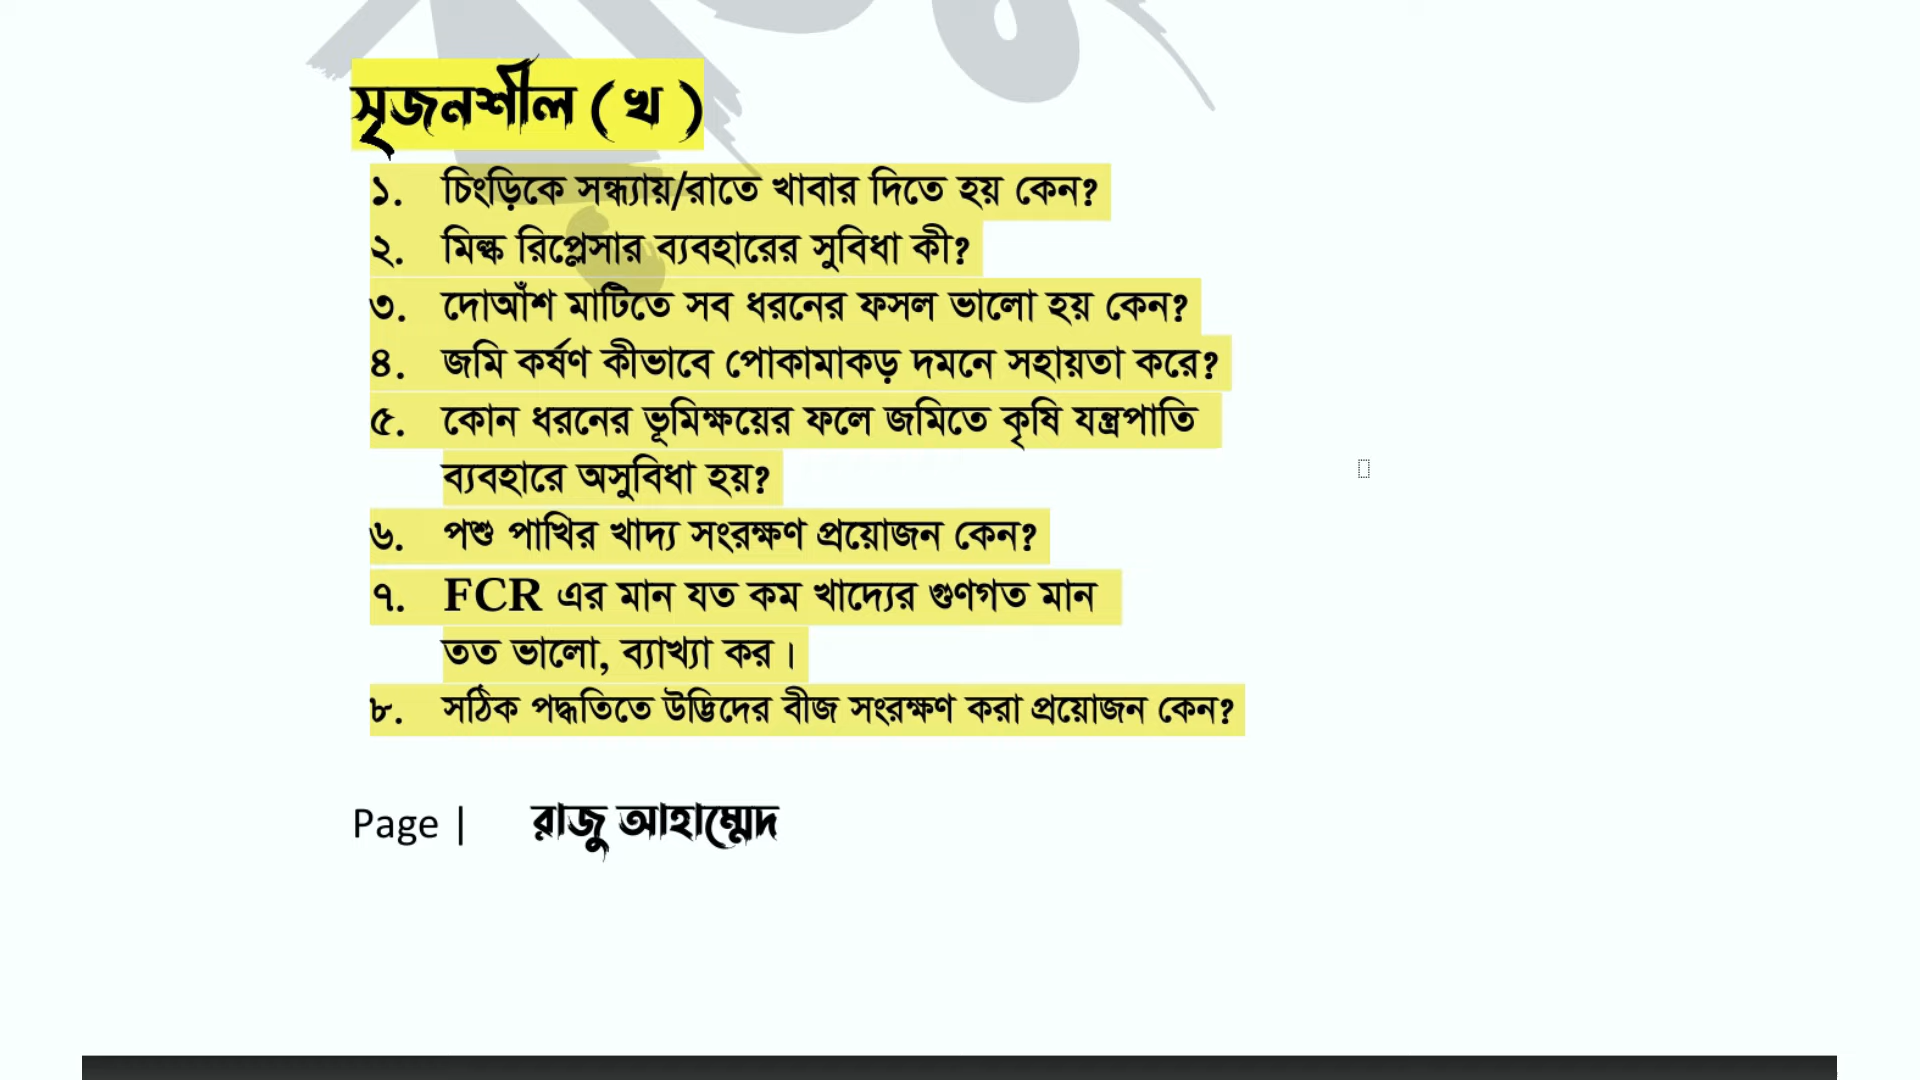 সৃজনশীল ( খ )
১. চিংড়িকে সন্ধ্যায়/রাতে খাবার দিতে হয় কেন?
২. মিল্ক রিপ্লেসার ব্যবহারের সুবিধা কী?
৩. দোআঁশ মাটিতে সব ধরনের ফসল ভালো হয় কেন?
৪. জমি কর্ষণ কীভাবে পোকামাকড় দমনে সহায়তা করে?
৫. কোন ধরনের ভূমিক্ষয়ের ফলে জমিতে কৃষি যন্ত্রপাতি
ব্যবহারে অসুবিধা হয়?
৬. পশু পাখির খাদ্য সংরক্ষণ প্রয়োজন কেন?
৭. FCR এর মান যত কম খাদ্যের গুণগত মান
তত ভালো, ব্যাখ্যা কর।
৮. সঠিক পদ্ধতিতে উদ্ভিদের বীজ সংরক্ষণ করা প্রয়োজন কেন?
Page | রাজু আহাম্মেদ